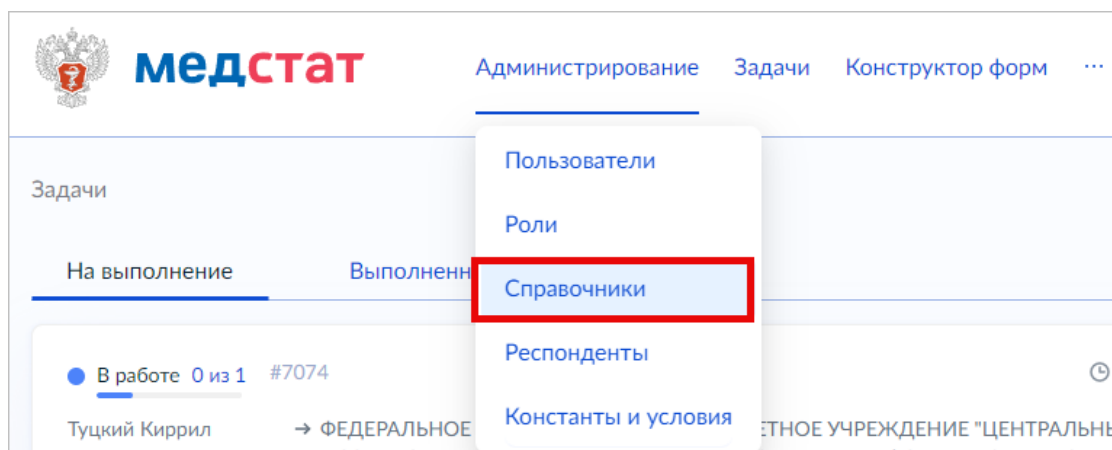 медстат
Администрирование Задачи Конструктор форм ...
Пользователи
Задачи
Роли
На выполнение Выполненн
Справочники
Респонденты
В работе 0 из 1 #7074
Константы и условия
Туцкий Киррил → ФЕДЕРАЛЬНОЕ ЕТНОЕ УЧРЕЖДЕНИЕ "ЦЕНТРАЛЬНЫ